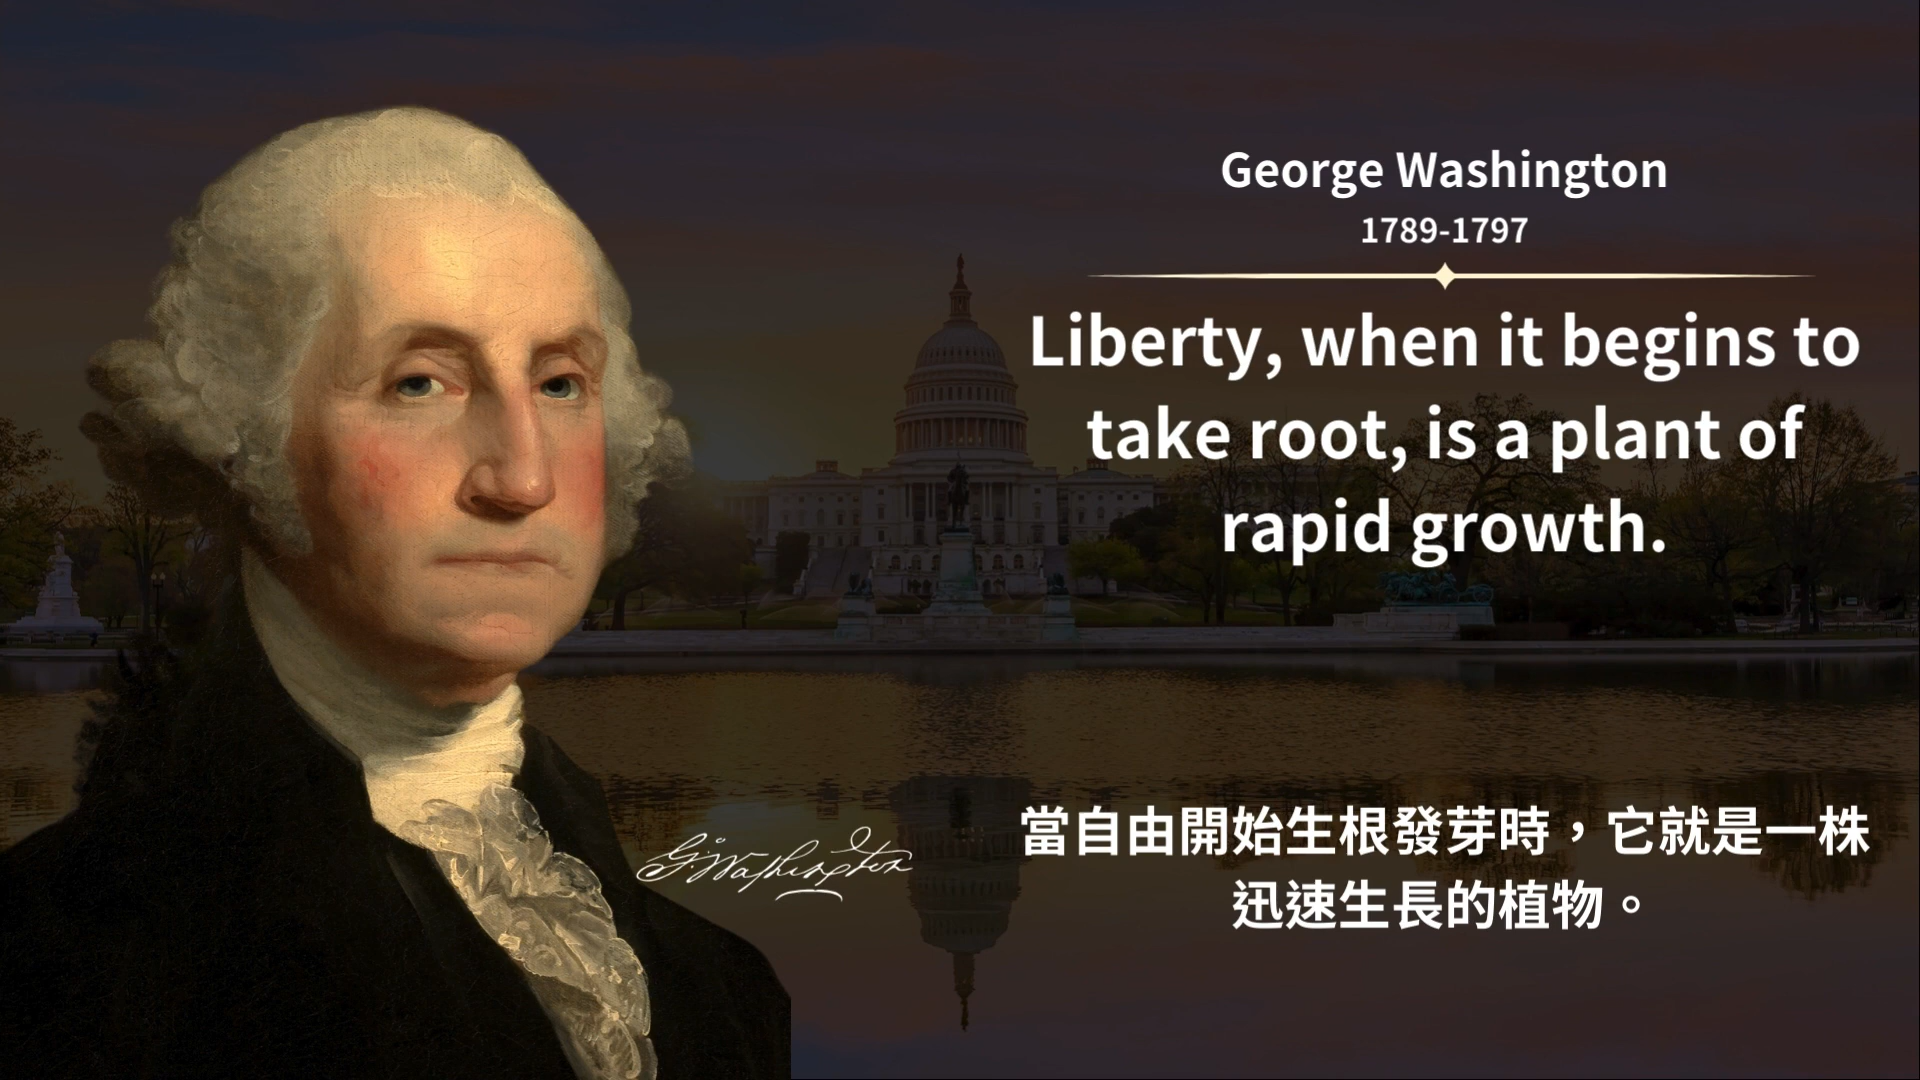 George Washington
1789-1797
Liberty, when it begins to
take root, is a plant of
rapid growth.
G. Washington
當自由開始生根發芽時，它就是一株
迅速生長的植物。